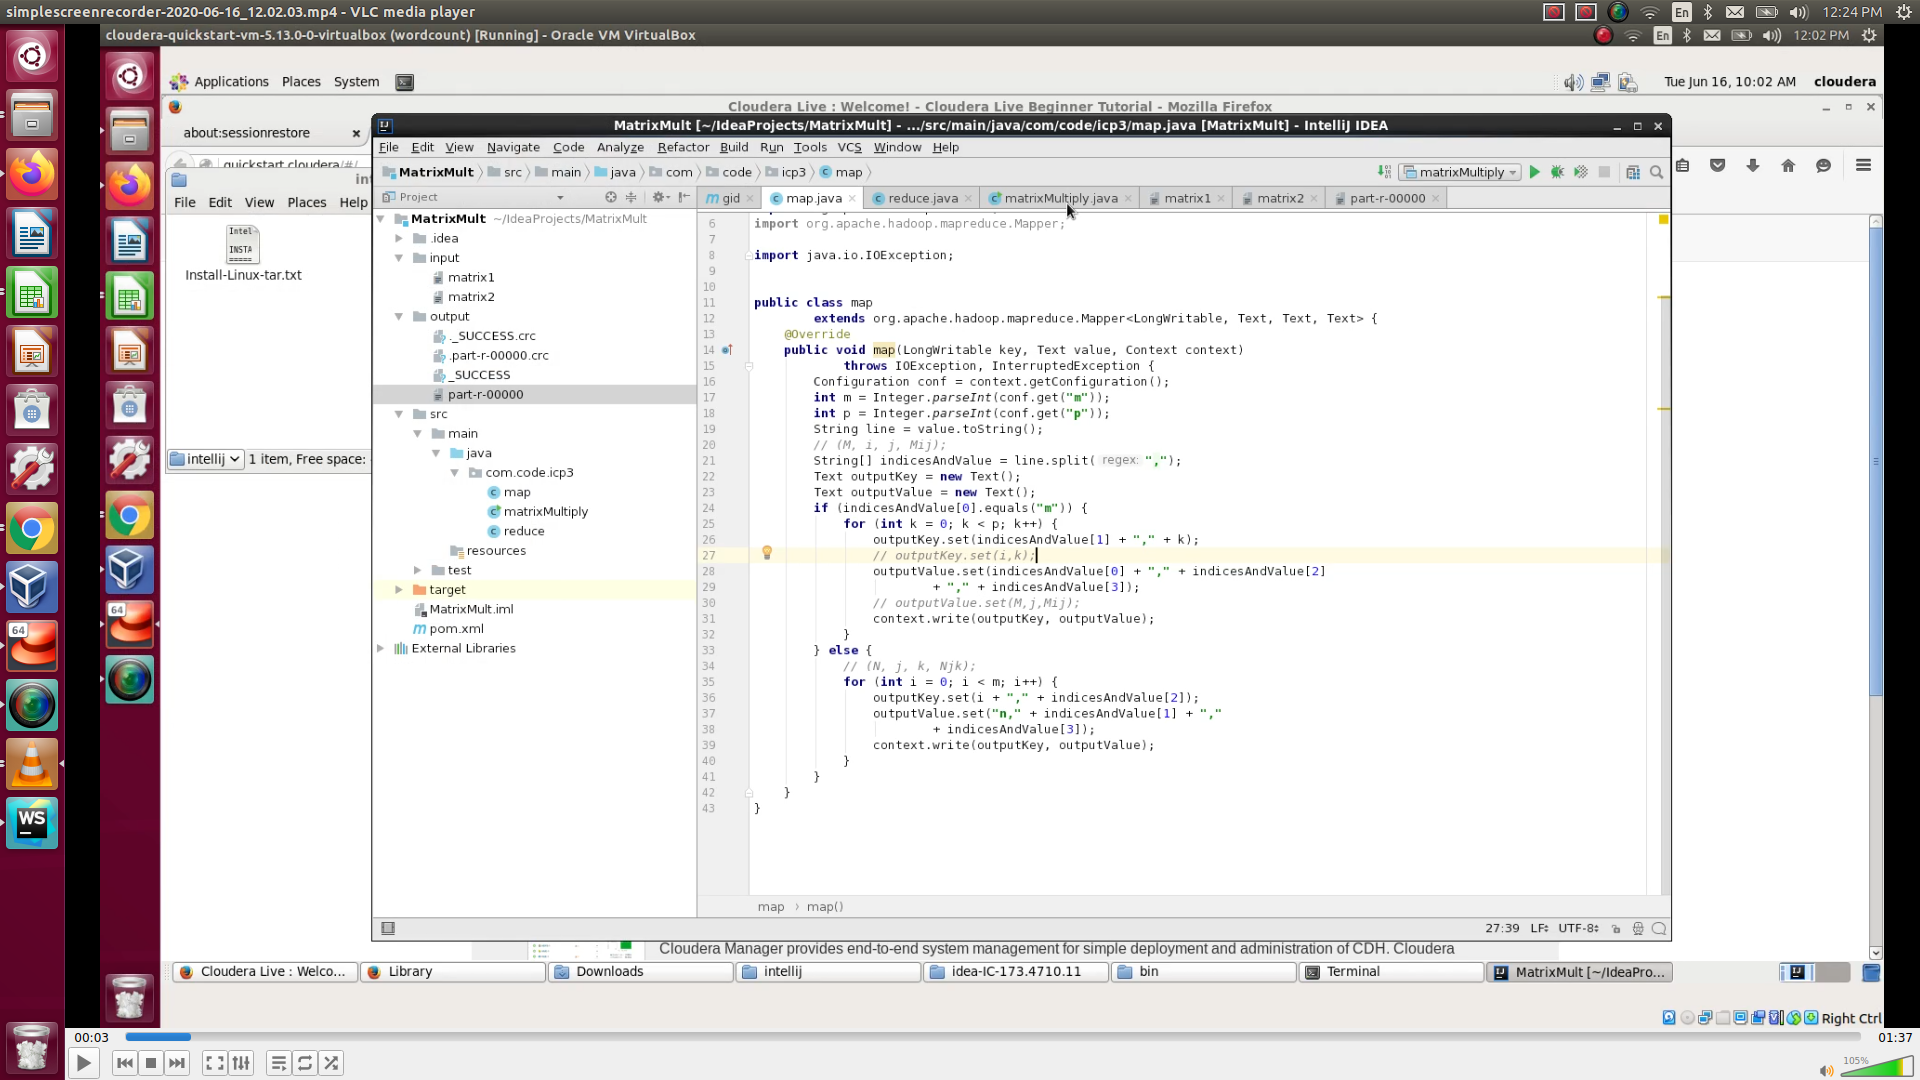 simplescreenrecorder-2020-06-16_12.02.03.mp4 - VLC media player
En
12:24 PM
cloudera-quickstart-vm-5.13.0-0-virtualbox (wordcount) [Running] - Oracle VM VirtualBox
En
12:02 PM
Applications Places System
Tue Jun 16, 10:02 AM cloudera
Cloudera Live : Welcome! - Cloudera Live Beginner Tutorial - Mozilla Firefox
about:sessionrestore
quickstart.cloudera/#/
File Edit View Places Help
Intel
INSTA
=====
Install-Linux-tar.txt
intellij
1 item, Free space:
MatrixMult [~/IdeaProjects/MatrixMult] - .../src/main/java/com/code/icp3/map.java [MatrixMult] - IntelliJ IDEA
File Edit View Navigate Code Analyze Refactor Build Run Tools VCS Window Help
MatrixMult src main java com code icp3 map
matrixMultiply
Project
gid map.java reduce.java matrixMultiply.java matrix1 matrix2 part-r-00000
MatrixMult ~/IdeaProjects/MatrixMult
.idea
input
matrix1
matrix2
output
._SUCCESS.crc
.part-r-00000.crc
_SUCCESS
part-r-00000
src
main
java
com.code.icp3
map
matrixMultiply
reduce
resources
test
target
MatrixMult.iml
pom.xml
External Libraries
6 import org.apache.hadoop.mapreduce.Mapper;
7
8 import java.io.IOException;
9
10
11 public class map
12 extends org.apache.hadoop.mapreduce.Mapper<LongWritable, Text, Text, Text> {
13 @Override
14 public void map(LongWritable key, Text value, Context context)
15 throws IOException, InterruptedException {
16 Configuration conf = context.getConfiguration();
17 int m = Integer.parseInt(conf.get("m"));
18 int p = Integer.parseInt(conf.get("p"));
19 String line = value.toString();
20 // (M, i, j, Mij);
21 String[] indicesAndValue = line.split( regex: ",");
22 Text outputKey = new Text();
23 Text outputValue = new Text();
24 if (indicesAndValue[0].equals("m")) {
25 for (int k = 0; k < p; k++) {
26 outputKey.set(indicesAndValue[1] + "," + k);
27 // outputKey.set(i,k);
28 outputValue.set(indicesAndValue[0] + "," + indicesAndValue[2]
29 + "," + indicesAndValue[3]);
30 // outputValue.set(M,j,Mij);
31 context.write(outputKey, outputValue);
32 }
33 } else {
34 // (N, j, k, Njk);
35 for (int i = 0; i < m; i++) {
36 outputKey.set(i + "," + indicesAndValue[2]);
37 outputValue.set("n," + indicesAndValue[1] + ","
38 + indicesAndValue[3]);
39 context.write(outputKey, outputValue);
40 }
41 }
42 }
43 }
map map()
27:39 LF UTF-8
Cloudera Manager provides end-to-end system management for simple deployment and administration of CDH. Cloudera
Cloudera Live : Welco... Library Downloads intellij idea-IC-173.4710.11 bin Terminal MatrixMult [~/IdeaPro...
64
64
WS
Right Ctrl
00:03
01:37
105%